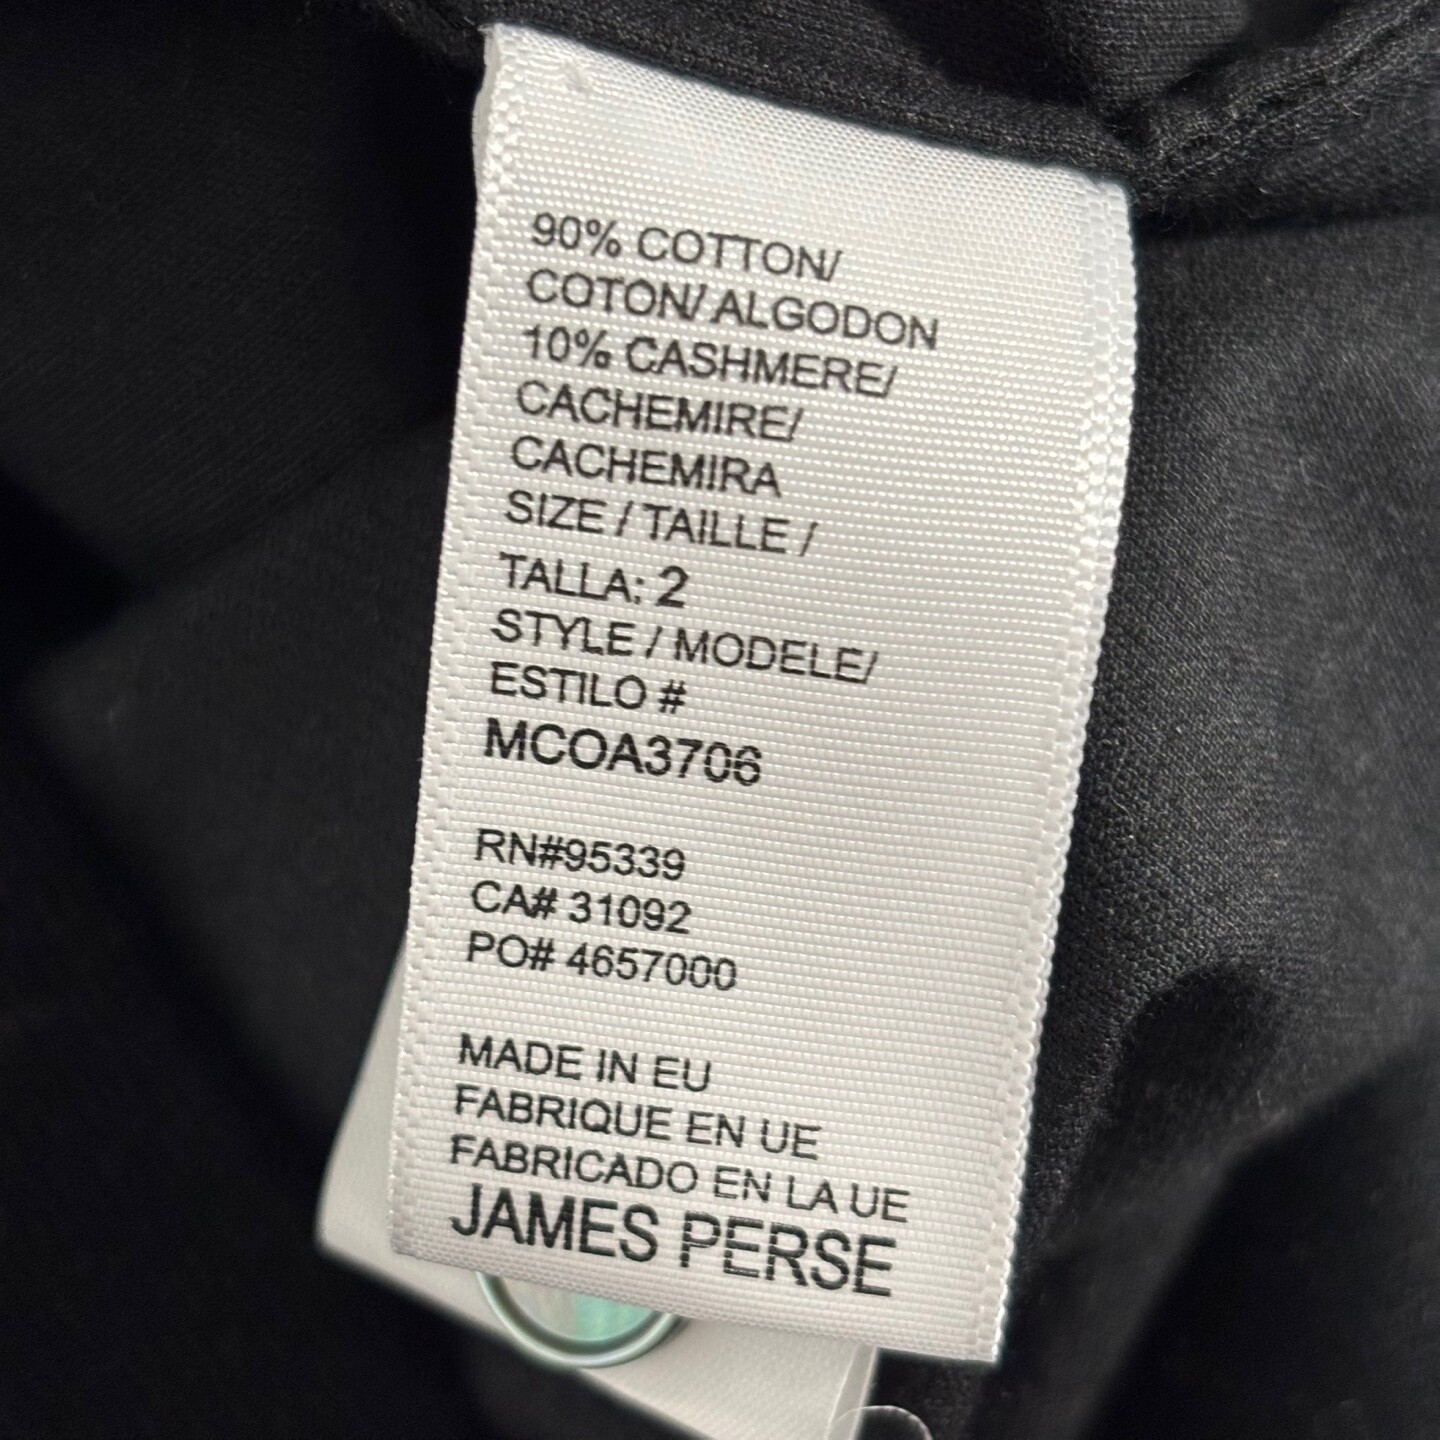 90% COTTON/
COTON/ ALGODON
10% CASHMERE/
CACHEMIRE/
CACHEMIRA
SIZE / TAILLE /
TALLA: 2
STYLE / MODELE/
ESTILO #
MCOA3706
RN#95339
CA# 31092
PO# 4657000
MADE IN EU
FABRIQUE EN UE
FABRICADO EN LA UE
JAMES PERSE